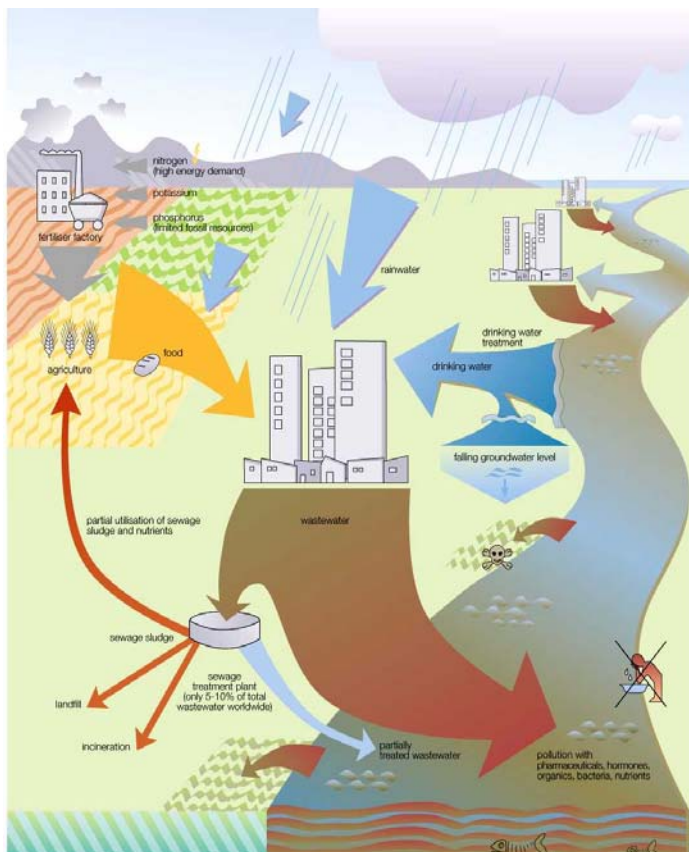 nitrogen
(high energy demand)
potassium
phosphorus
(limited fossil resources)
fertiliser factory
rainwater
drinking water
treatment
drinking water
food
agriculture
falling groundwater level
wastewater
partial utilisation of sewage
sludge and nutrients
sewage sludge
sewage
treatment plant
(only 5-10% of total
wastewater worldwide)
landfill
incineration
partially
treated wastewater
pollution with
pharmaceuticals, hormones,
organics, bacteria, nutrients